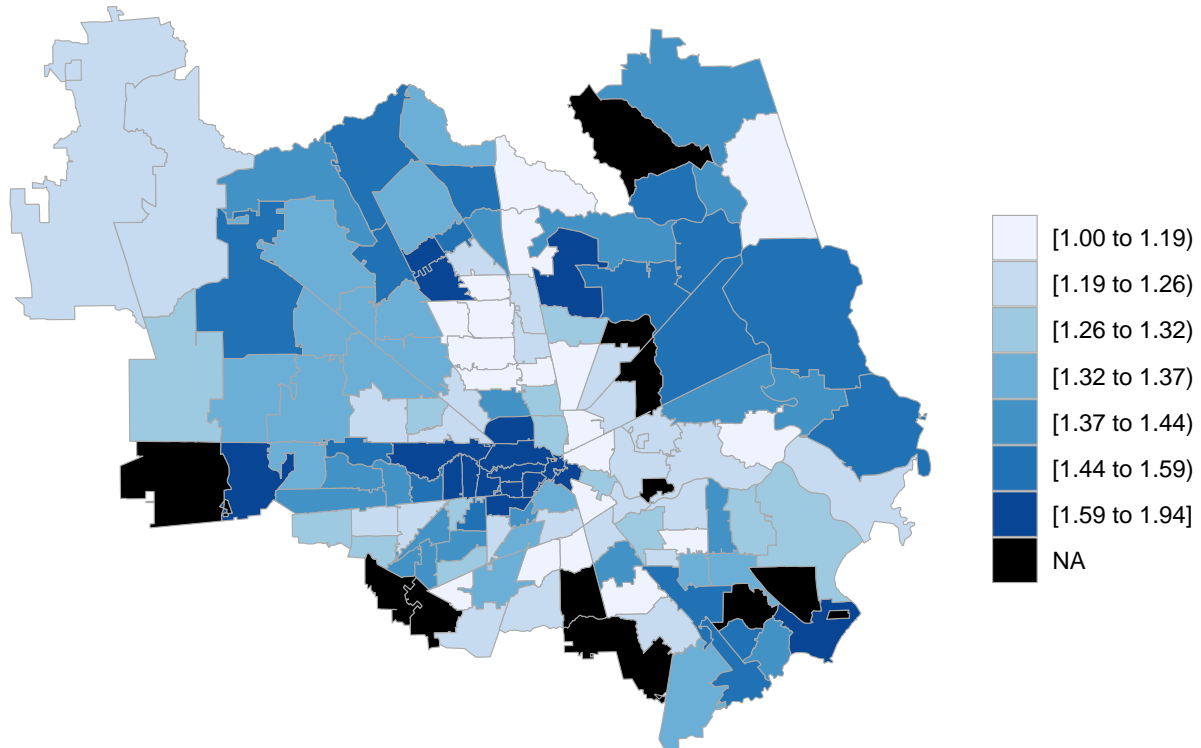 [1.00 to 1.19)
[1.19 to 1.26)
[1.26 to 1.32)
[1.32 to 1.37)
[1.37 to 1.44)
[1.44 to 1.59)
[1.59 to 1.94]
NA